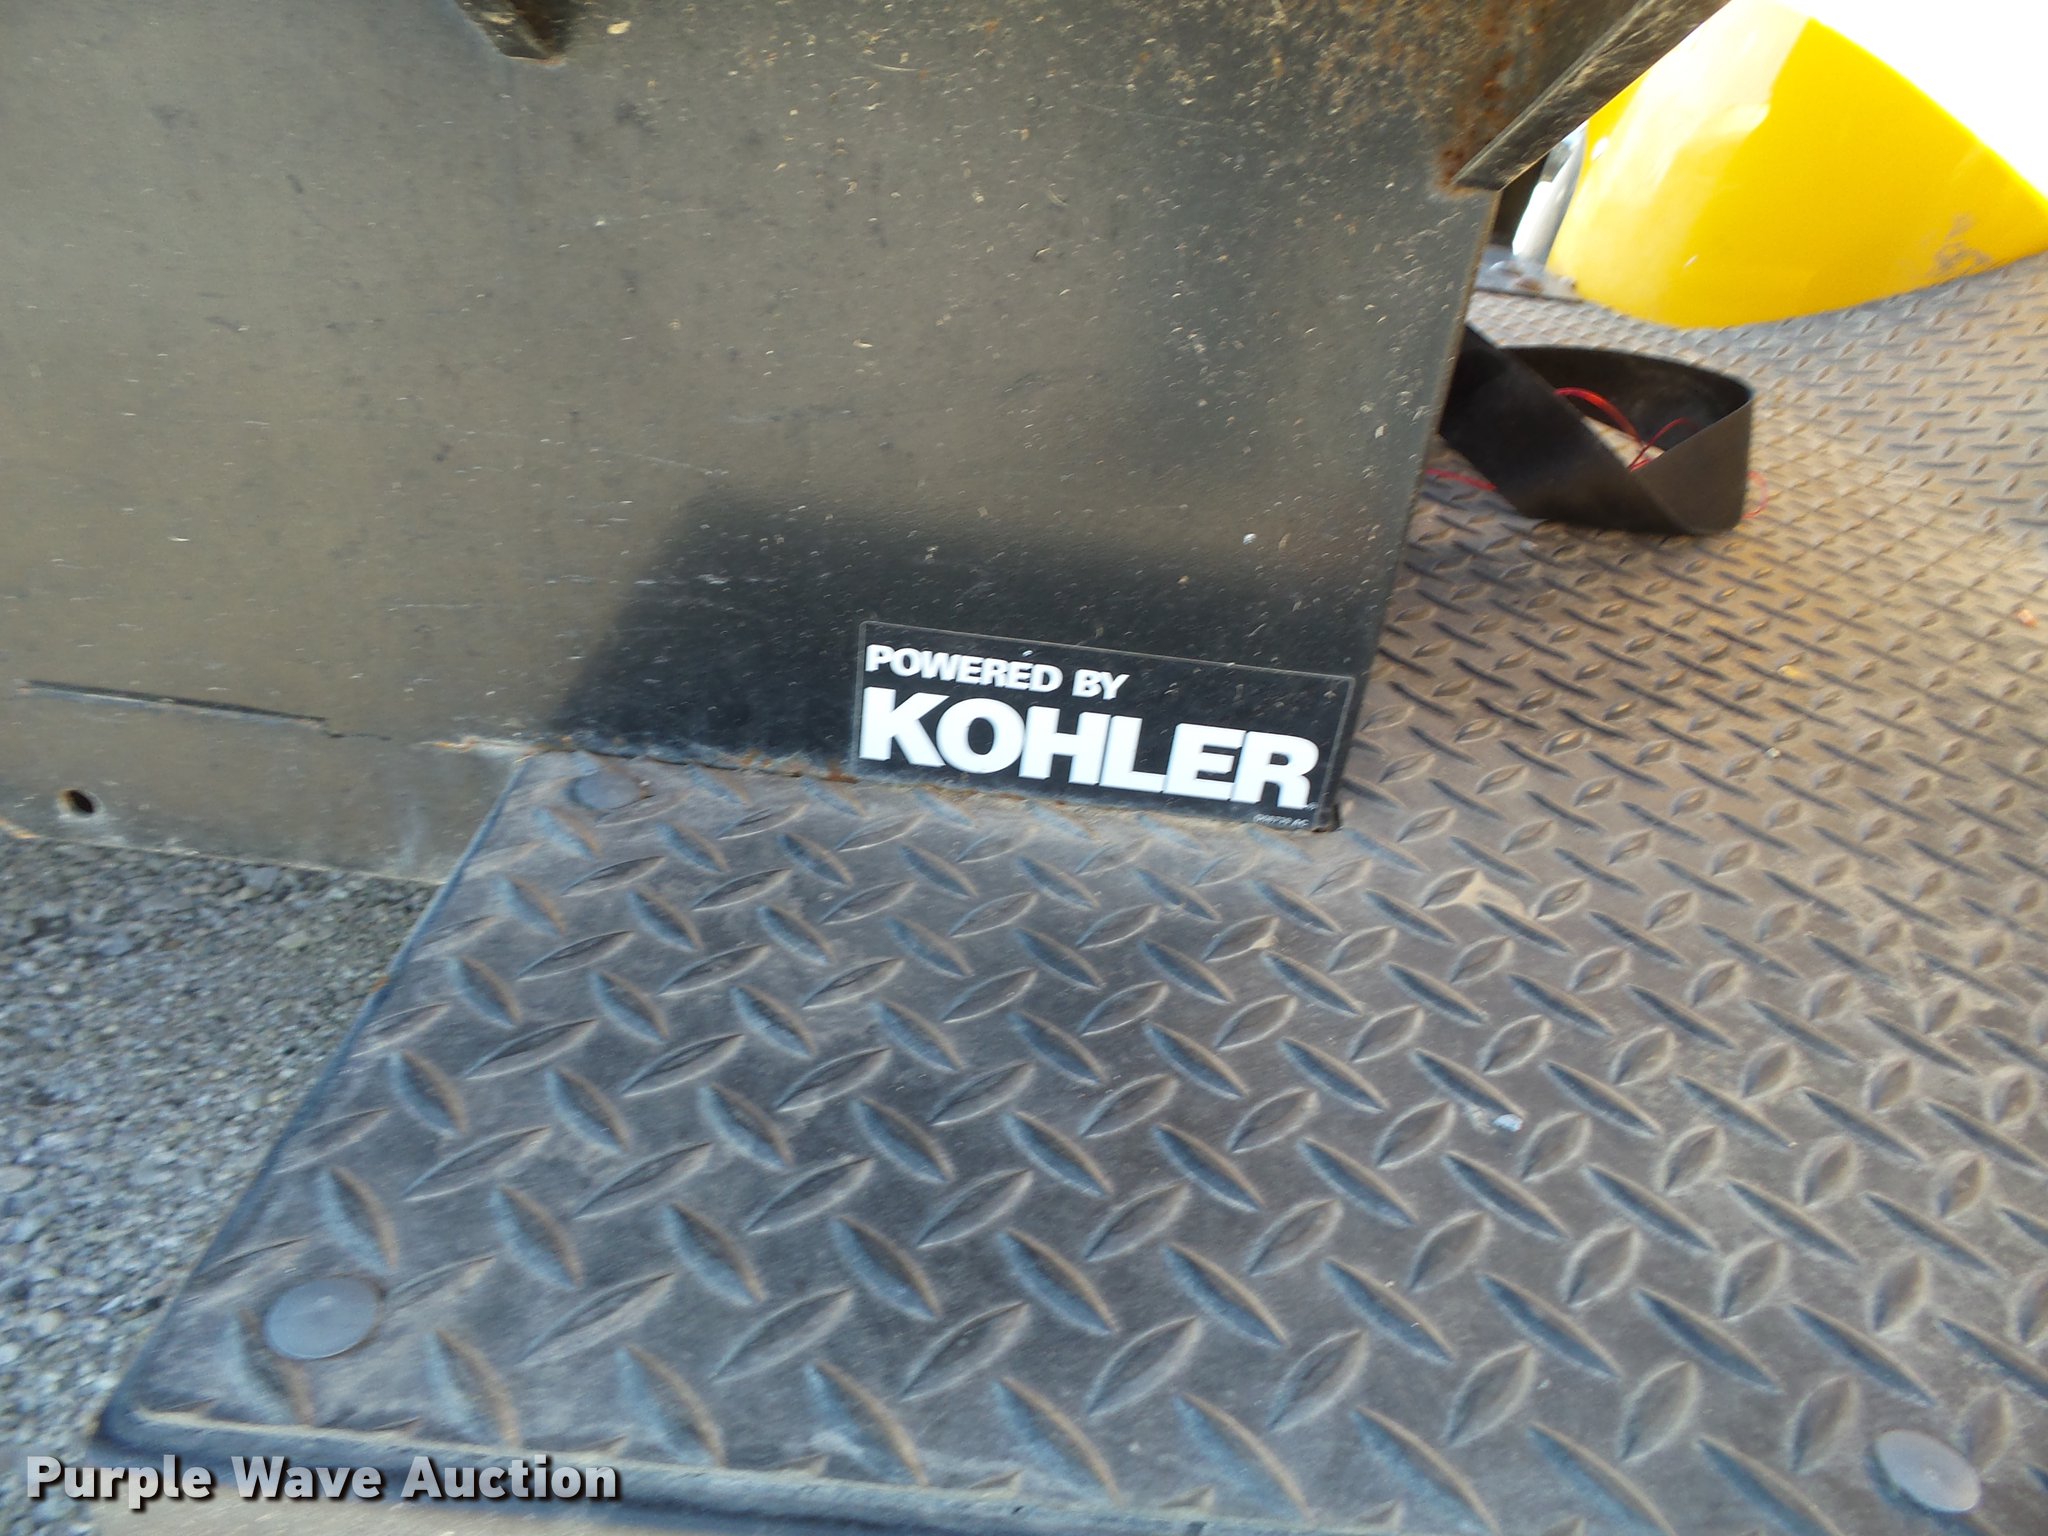 POWERED BY
KOHLER
Purple Wave Auction